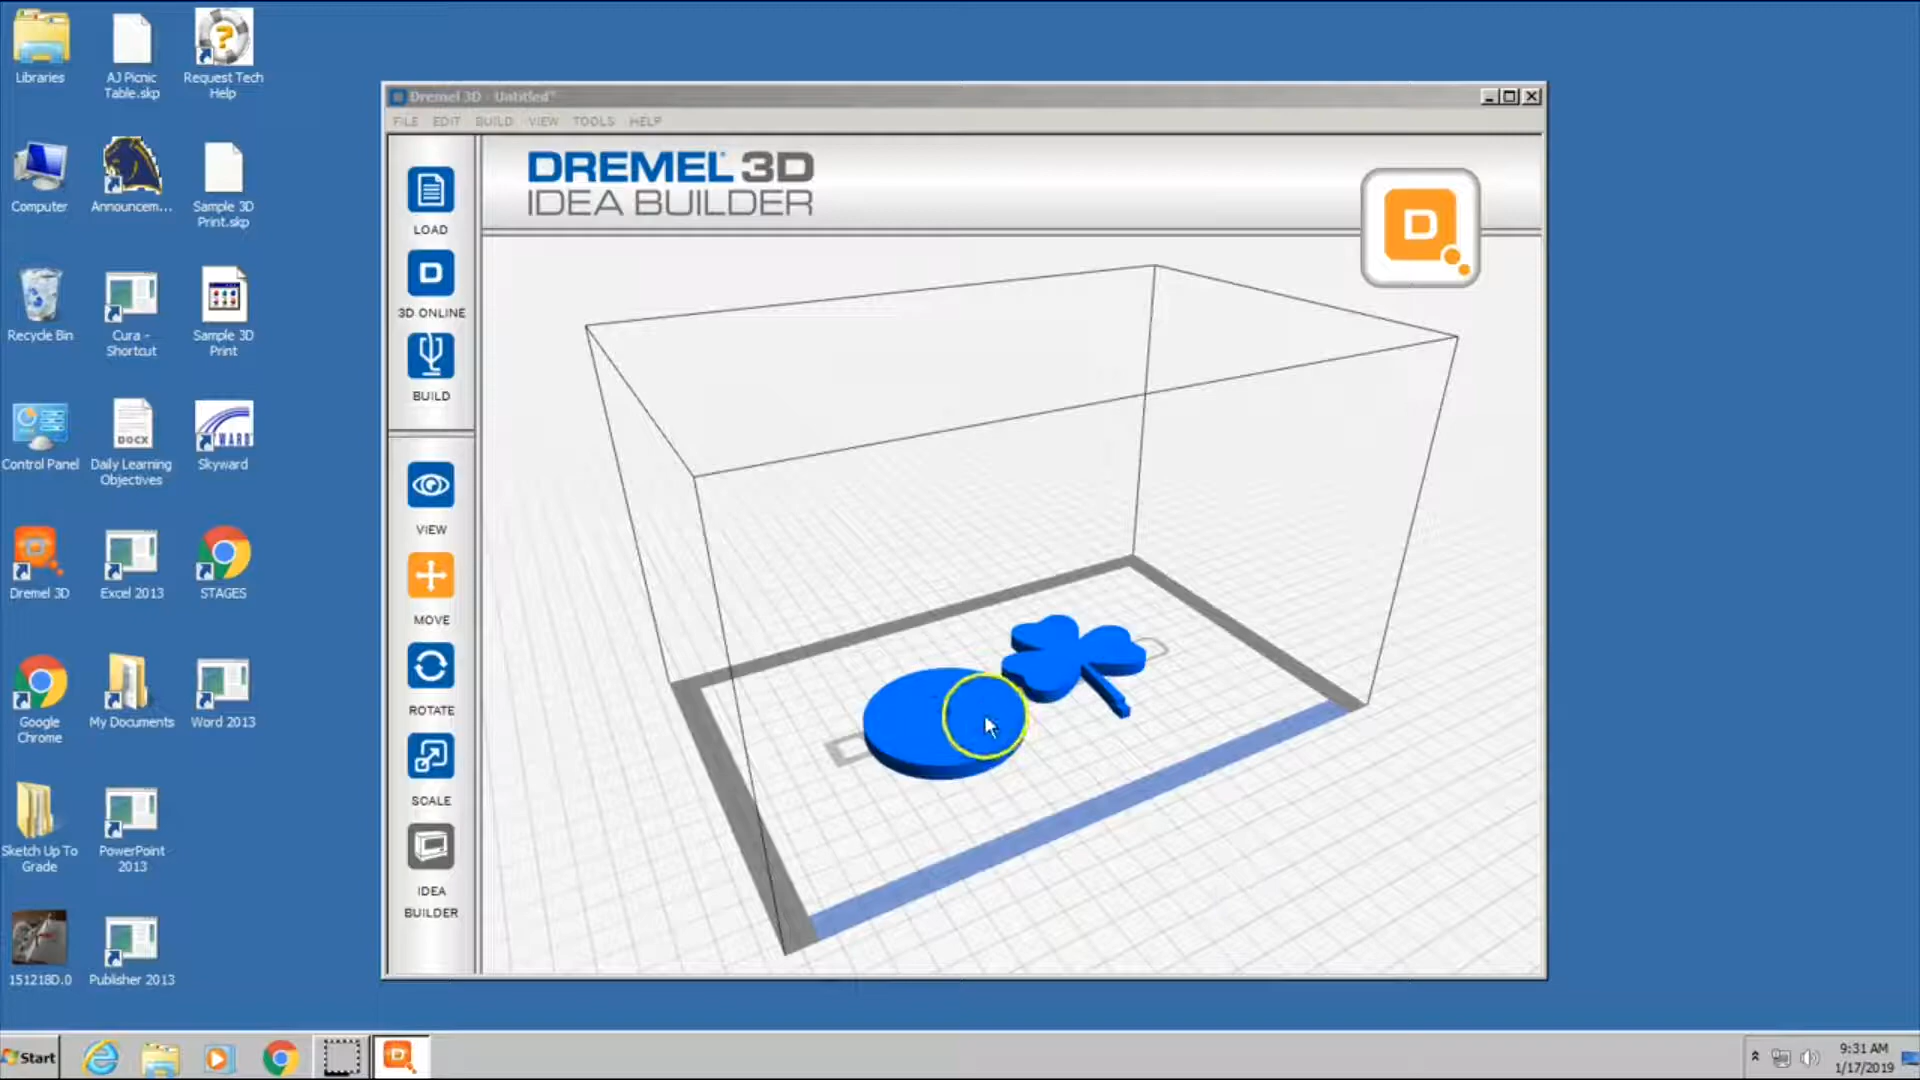 Libraries
AJ Picnic
Table.skp
Request Tech
Help
Computer
Announcem...
Sample 3D
Print.skp
Recycle Bin
Cura -
Shortcut
Sample 3D
Print
Control Panel
DOCX
Daily Learning
Objectives
WARD
Skyward
Dremel 3D
Excel 2013
STAGES
Google
Chrome
My Documents
Word 2013
Sketch Up To
Grade
PowerPoint
2013
151218D.0
Publisher 2013
Dremel 3D - Untitled*
FILE EDIT BUILD VIEW TOOLS HELP
DREMEL 3D
IDEA BUILDER
D
LOAD
D
3D ONLINE
BUILD
VIEW
MOVE
ROTATE
SCALE
IDEA
BUILDER
Start
D
9:31 AM
1/17/2019